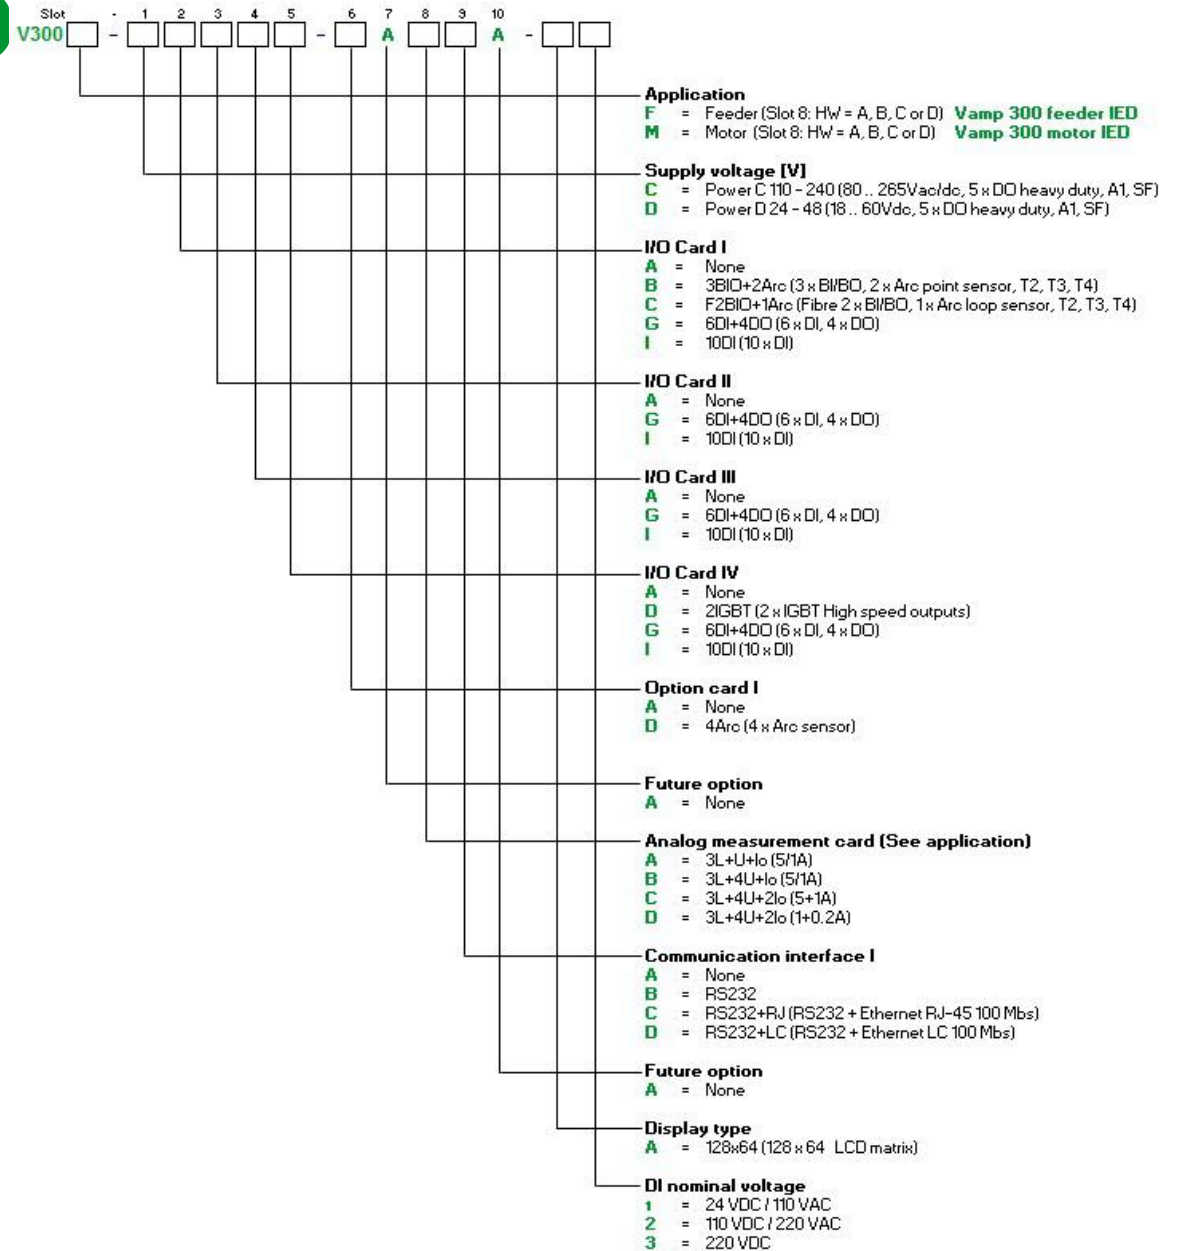 Slot - 1 2 3 4 5 6 7 8 9 10
V300 - - A A -
Application
F = Feeder (Slot 8: HW = A, B, C or D) Vamp 300 feeder IED
M = Motor (Slot 8: HW = A, B, C or D) Vamp 300 motor IED
Supply voltage [V]
C = Power C 110 - 240 (80 .. 265Vac/dc, 5 x DO heavy duty, A1, SF)
D = Power D 24 - 48 (18 .. 60Vdc, 5 x DO heavy duty, A1, SF)
I/O Card I
A = None
B = 3BIO+2Arc (3 x BI/BO, 2 x Arc point sensor, T2, T3, T4)
C = F2BIO+1Arc (Fibre 2 x BI/BO, 1 x Arc loop sensor, T2, T3, T4)
G = 6DI+4DO (6 x DI, 4 x DO)
I = 10DI (10 x DI)
I/O Card II
A = None
G = 6DI+4DO (6 x DI, 4 x DO)
I = 10DI (10 x DI)
I/O Card III
A = None
G = 6DI+4DO (6 x DI, 4 x DO)
I = 10DI (10 x DI)
I/O Card IV
A = None
D = 2IGBT (2 x IGBT High speed outputs)
G = 6DI+4DO (6 x DI, 4 x DO)
I = 10DI (10 x DI)
Option card I
A = None
D = 4Arc (4 x Arc sensor)
Future option
A = None
Analog measurement card (See application)
A = 3L+U+Io (5/1A)
B = 3L+4U+Io (5/1A)
C = 3L+4U+2Io (5+1A)
D = 3L+4U+2Io (1+0.2A)
Communication interface I
A = None
B = RS232
C = RS232+RJ (RS232 + Ethernet RJ-45 100 Mbs)
D = RS232+LC (RS232 + Ethernet LC 100 Mbs)
Future option
A = None
Display type
A = 128x64 (128 x 64 LCD matrix)
DI nominal voltage
1 = 24 VDC / 110 VAC
2 = 110 VDC / 220 VAC
3 = 220 VDC